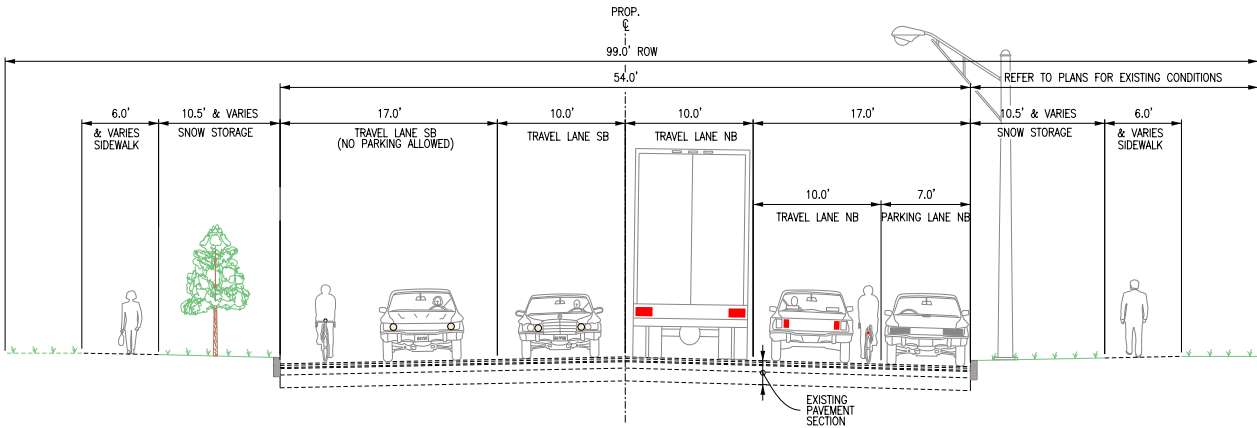 PROP.
℄
99.0' ROW
54.0'
REFER TO PLANS FOR EXISTING CONDITIONS
6.0'
& VARIES
SIDEWALK
10.5' & VARIES
SNOW STORAGE
17.0'
TRAVEL LANE SB
(NO PARKING ALLOWED)
10.0'
TRAVEL LANE SB
10.0'
TRAVEL LANE NB
17.0'
10.5' & VARIES
SNOW STORAGE
6.0'
& VARIES
SIDEWALK
10.0'
TRAVEL LANE NB
7.0'
PARKING LANE NB
EXISTING
PAVEMENT
SECTION